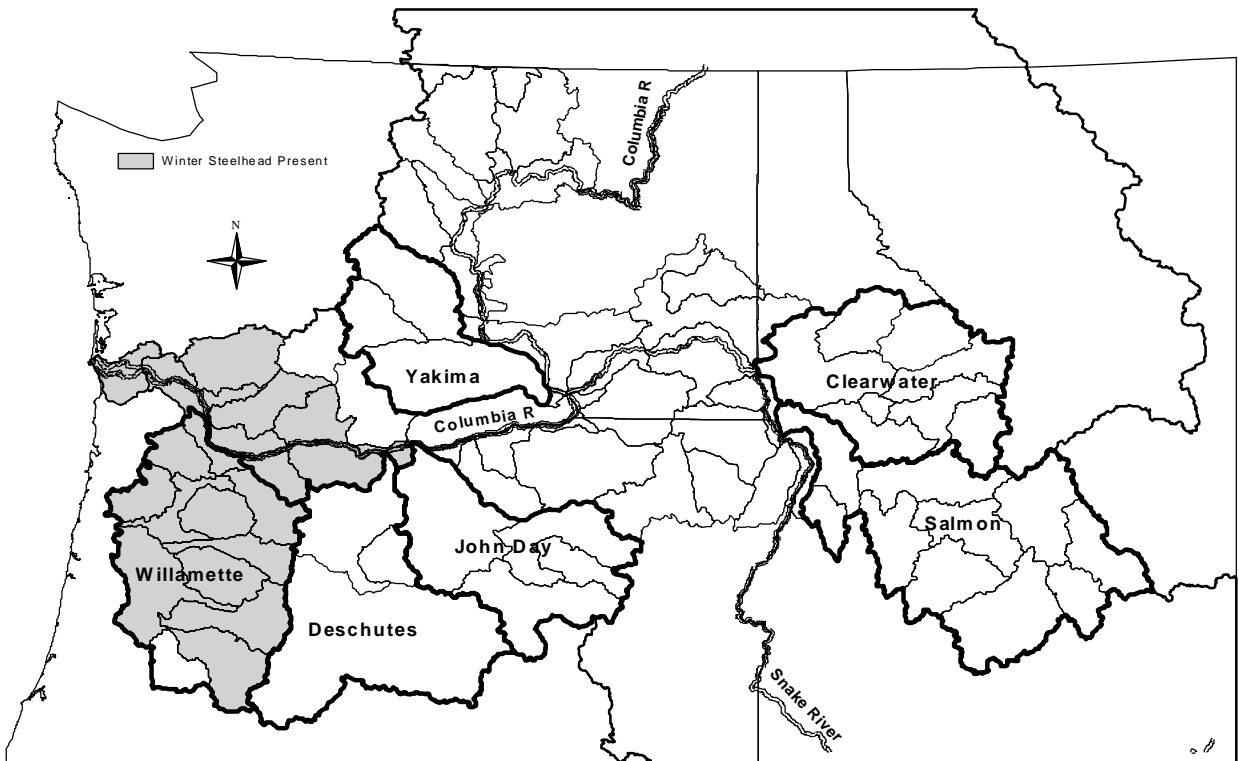 Columbia R
Winter Steelhead Present
N
Yakima
Clearwater
Columbia R
Salmon
John Day
Willamette
Deschutes
Snake River